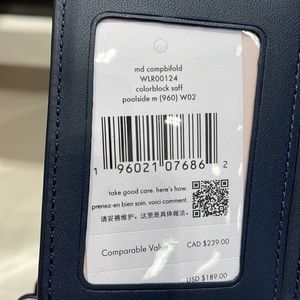 md compbifold
WLR00124
colorblock saff
poolside m (960) W02
1 96021 07686 2
take good care. here's how.
prenez-en bien soin. voici comment.
请妥善维护。这里是具体做法。
Comparable Value
CAD $239.00
USD $189.00